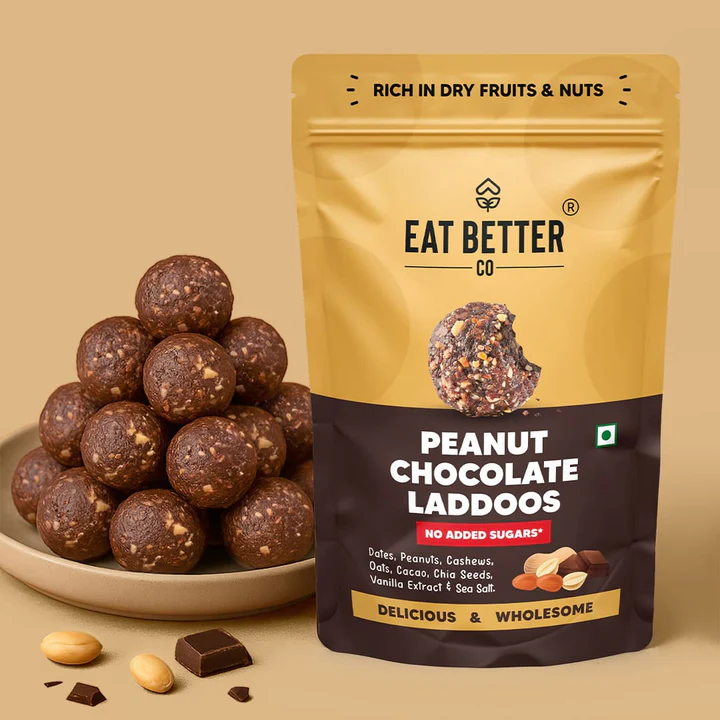 RICH IN DRY FRUITS & NUTS
®
EAT BETTER
CO
PEANUT
CHOCOLATE
LADDOOS
NO ADDED SUGARS*
Dates, Peanuts, Cashews,
Oats, Cacao, Chia Seeds,
Vanilla Extract & Sea Salt.
DELICIOUS & WHOLESOME